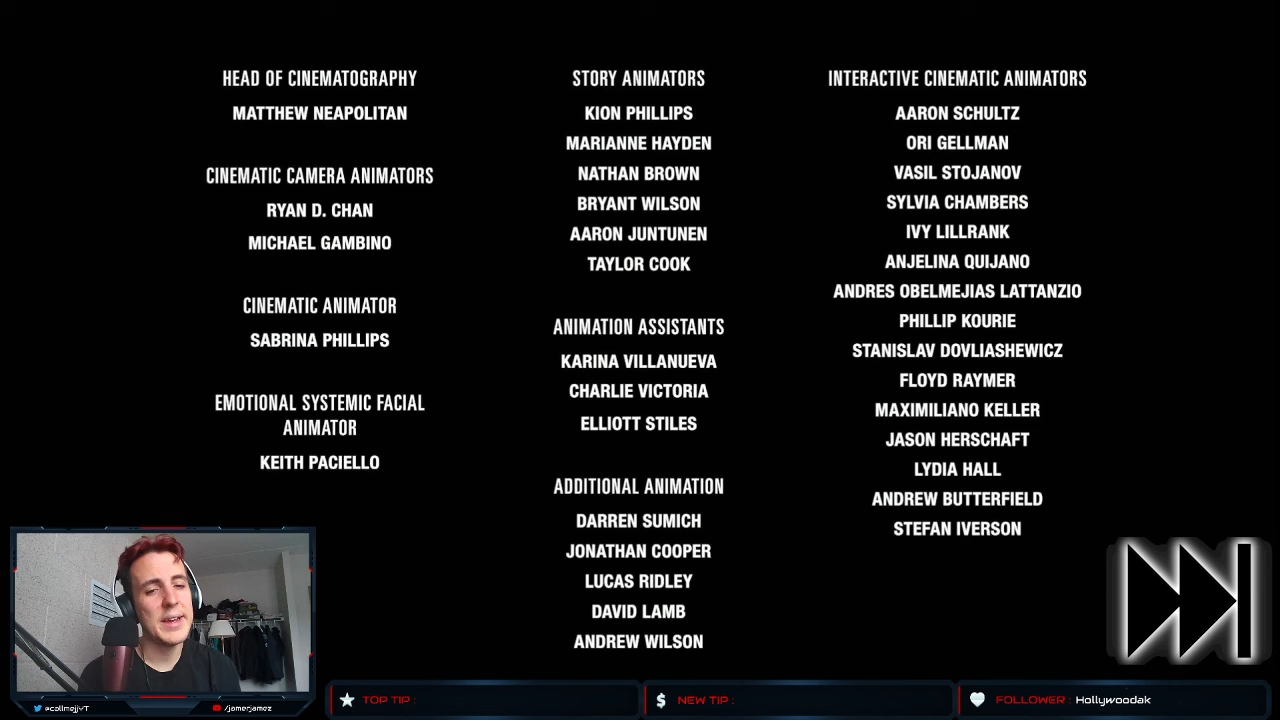 HEAD OF CINEMATOGRAPHY
MATTHEW NEAPOLITAN
CINEMATIC CAMERA ANIMATORS
RYAN D. CHAN
MICHAEL GAMBINO
CINEMATIC ANIMATOR
SABRINA PHILLIPS
EMOTIONAL SYSTEMIC FACIAL
ANIMATOR
KEITH PACIELLO
STORY ANIMATORS
KION PHILLIPS
MARIANNE HAYDEN
NATHAN BROWN
BRYANT WILSON
AARON JUNTUNEN
TAYLOR COOK
ANIMATION ASSISTANTS
KARINA VILLANUEVA
CHARLIE VICTORIA
ELLIOTT STILES
ADDITIONAL ANIMATION
DARREN SUMICH
JONATHAN COOPER
LUCAS RIDLEY
DAVID LAMB
ANDREW WILSON
INTERACTIVE CINEMATIC ANIMATORS
AARON SCHULTZ
ORI GELLMAN
VASIL STOJANOV
SYLVIA CHAMBERS
IVY LILLRANK
ANJELINA QUIJANO
ANDRES OBELMEJIAS LATTANZIO
PHILLIP KOURIE
STANISLAV DOVLIASHEWICZ
FLOYD RAYMER
MAXIMILIANO KELLER
JASON HERSCHAFT
LYDIA HALL
ANDREW BUTTERFIELD
STEFAN IVERSON
/jamerjamez
TOP TIP :
NEW TIP :
FOLLOWER : Hollywoodak